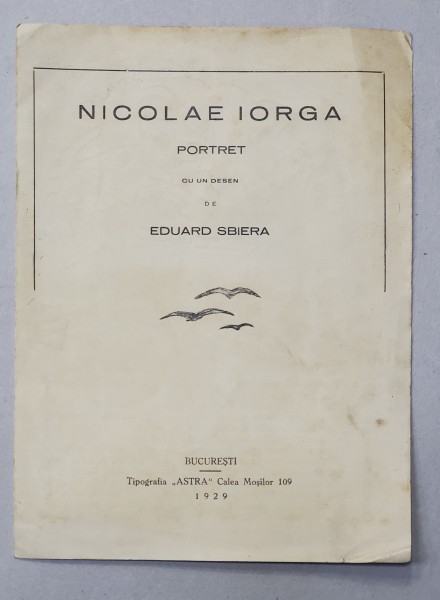 NICOLAE IORGA
PORTRET
CU UN DESEN
DE
EDUARD SBIERA
BUCUREȘTI
Tipografia „ASTRA“ Calea Moșilor 109
1929